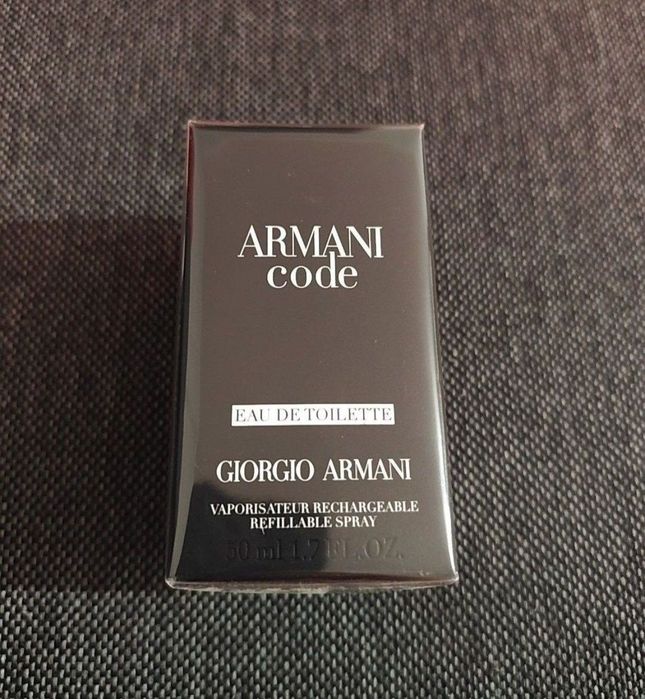 ARMANI
code
EAU DE TOILETTE
GIORGIO ARMANI
VAPORISATEUR RECHARGEABLE
REFILLABLE SPRAY
50 ml 1.7 FL.OZ.